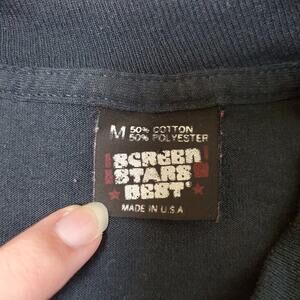 M 50% COTTON
50% POLYESTER
SCREEN
STARS
BEST®
MADE IN U.S.A